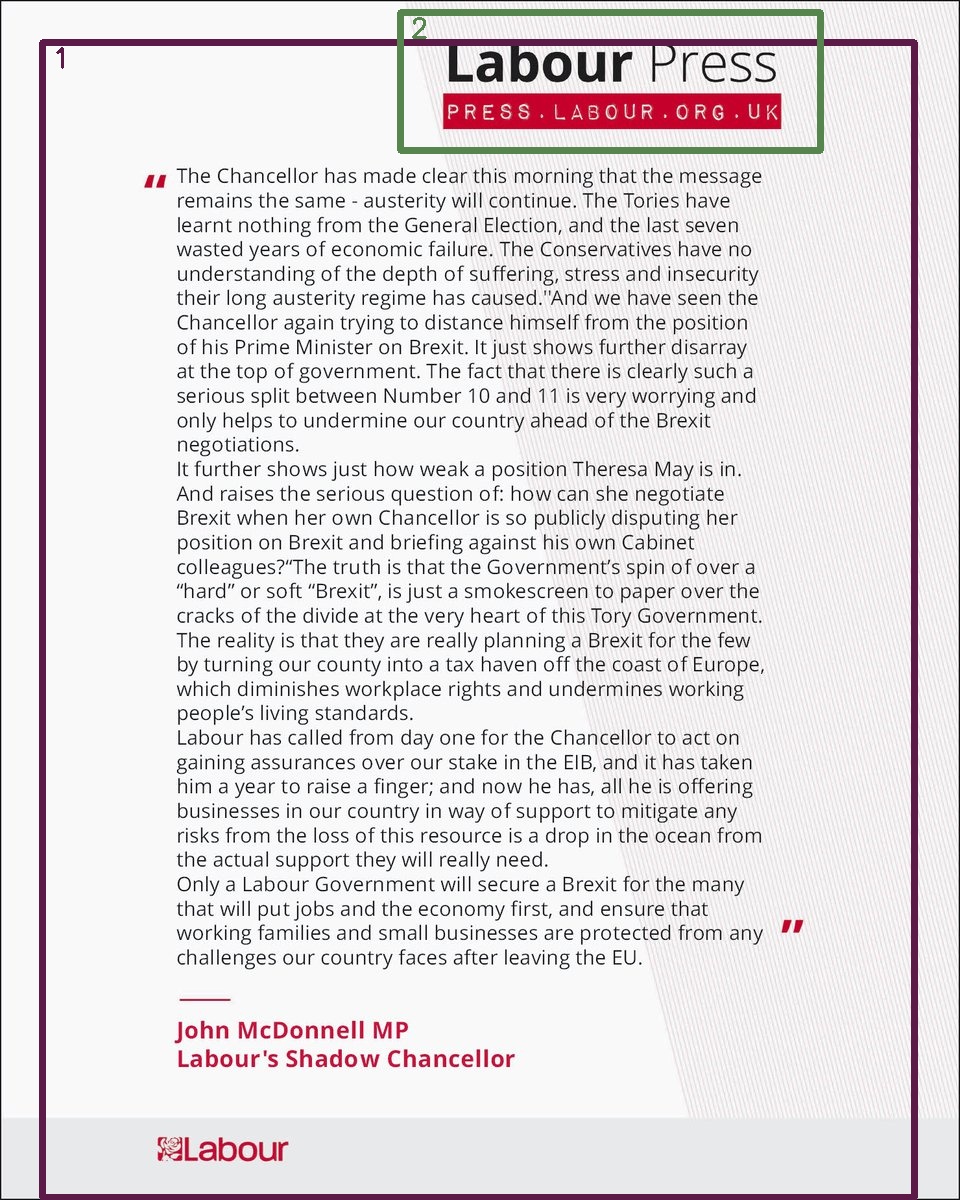 Labour Press
PRESS.LABOUR.ORG.UK
“ The Chancellor has made clear this morning that the message
remains the same - austerity will continue. The Tories have
learnt nothing from the General Election, and the last seven
wasted years of economic failure. The Conservatives have no
understanding of the depth of suffering, stress and insecurity
their long austerity regime has caused.''And we have seen the
Chancellor again trying to distance himself from the position
of his Prime Minister on Brexit. It just shows further disarray
at the top of government. The fact that there is clearly such a
serious split between Number 10 and 11 is very worrying and
only helps to undermine our country ahead of the Brexit
negotiations.
It further shows just how weak a position Theresa May is in.
And raises the serious question of: how can she negotiate
Brexit when her own Chancellor is so publicly disputing her
position on Brexit and briefing against his own Cabinet
colleagues?“The truth is that the Government’s spin of over a
“hard” or soft “Brexit”, is just a smokescreen to paper over the
cracks of the divide at the very heart of this Tory Government.
The reality is that they are really planning a Brexit for the few
by turning our county into a tax haven off the coast of Europe,
which diminishes workplace rights and undermines working
people’s living standards.
Labour has called from day one for the Chancellor to act on
gaining assurances over our stake in the EIB, and it has taken
him a year to raise a finger; and now he has, all he is offering
businesses in our country in way of support to mitigate any
risks from the loss of this resource is a drop in the ocean from
the actual support they will really need.
Only a Labour Government will secure a Brexit for the many
that will put jobs and the economy first, and ensure that
working families and small businesses are protected from any ”
challenges our country faces after leaving the EU.
John McDonnell MP
Labour's Shadow Chancellor
Labour